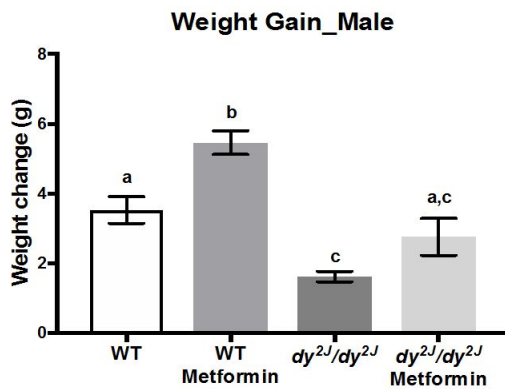 Weight Gain_Male
Weight change (g)
8
6
4
2
0
a
b
c
a,c
WT
WT
Metformin
dy²ᴶ/dy²ᴶ
dy²ᴶ/dy²ᴶ
Metformin